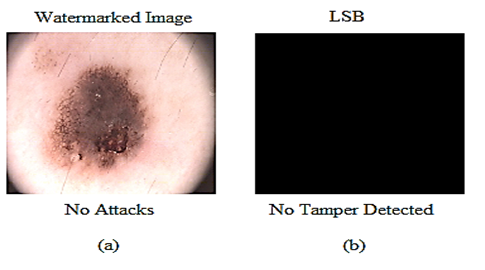 Watermarked Image
LSB
No Attacks
No Tamper Detected
(a)
(b)